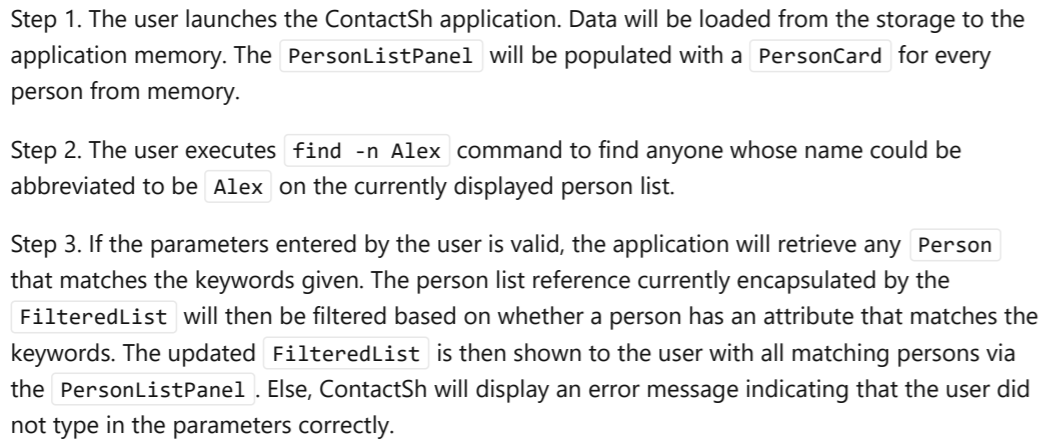 Step 1. The user launches the ContactSh application. Data will be loaded from the storage to the
application memory. The PersonListPanel will be populated with a PersonCard for every
person from memory.
Step 2. The user executes find -n Alex command to find anyone whose name could be
abbreviated to be Alex on the currently displayed person list.
Step 3. If the parameters entered by the user is valid, the application will retrieve any Person
that matches the keywords given. The person list reference currently encapsulated by the
FilteredList will then be filtered based on whether a person has an attribute that matches the
keywords. The updated FilteredList is then shown to the user with all matching persons via
the PersonListPanel. Else, ContactSh will display an error message indicating that the user did
not type in the parameters correctly.